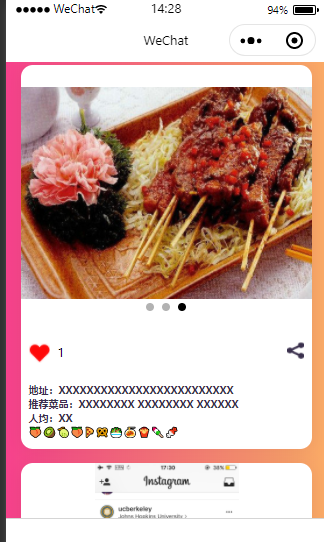 WeChat 14:28 94%
WeChat
1
地址：XXXXXXXXXXXXXXXXXXXXXXXXX
推荐菜品：XXXXXXXX XXXXXXXX XXXXXX
人均：XX
17:30 38%
Instagram
ucberkeley
Johns Hopkins University